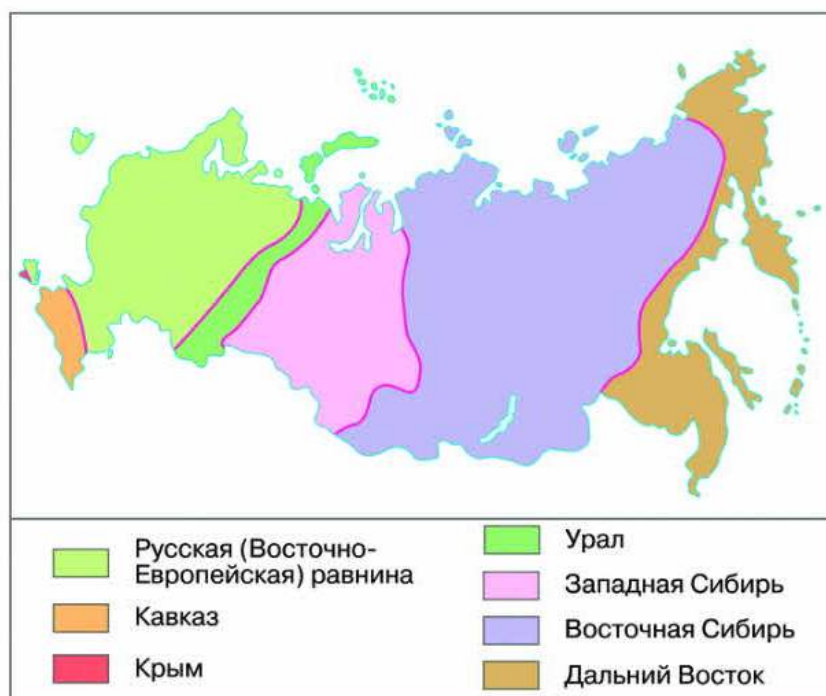 Русская (Восточно-
Европейская) равнина
Кавказ
Крым
Урал
Западная Сибирь
Восточная Сибирь
Дальний Восток